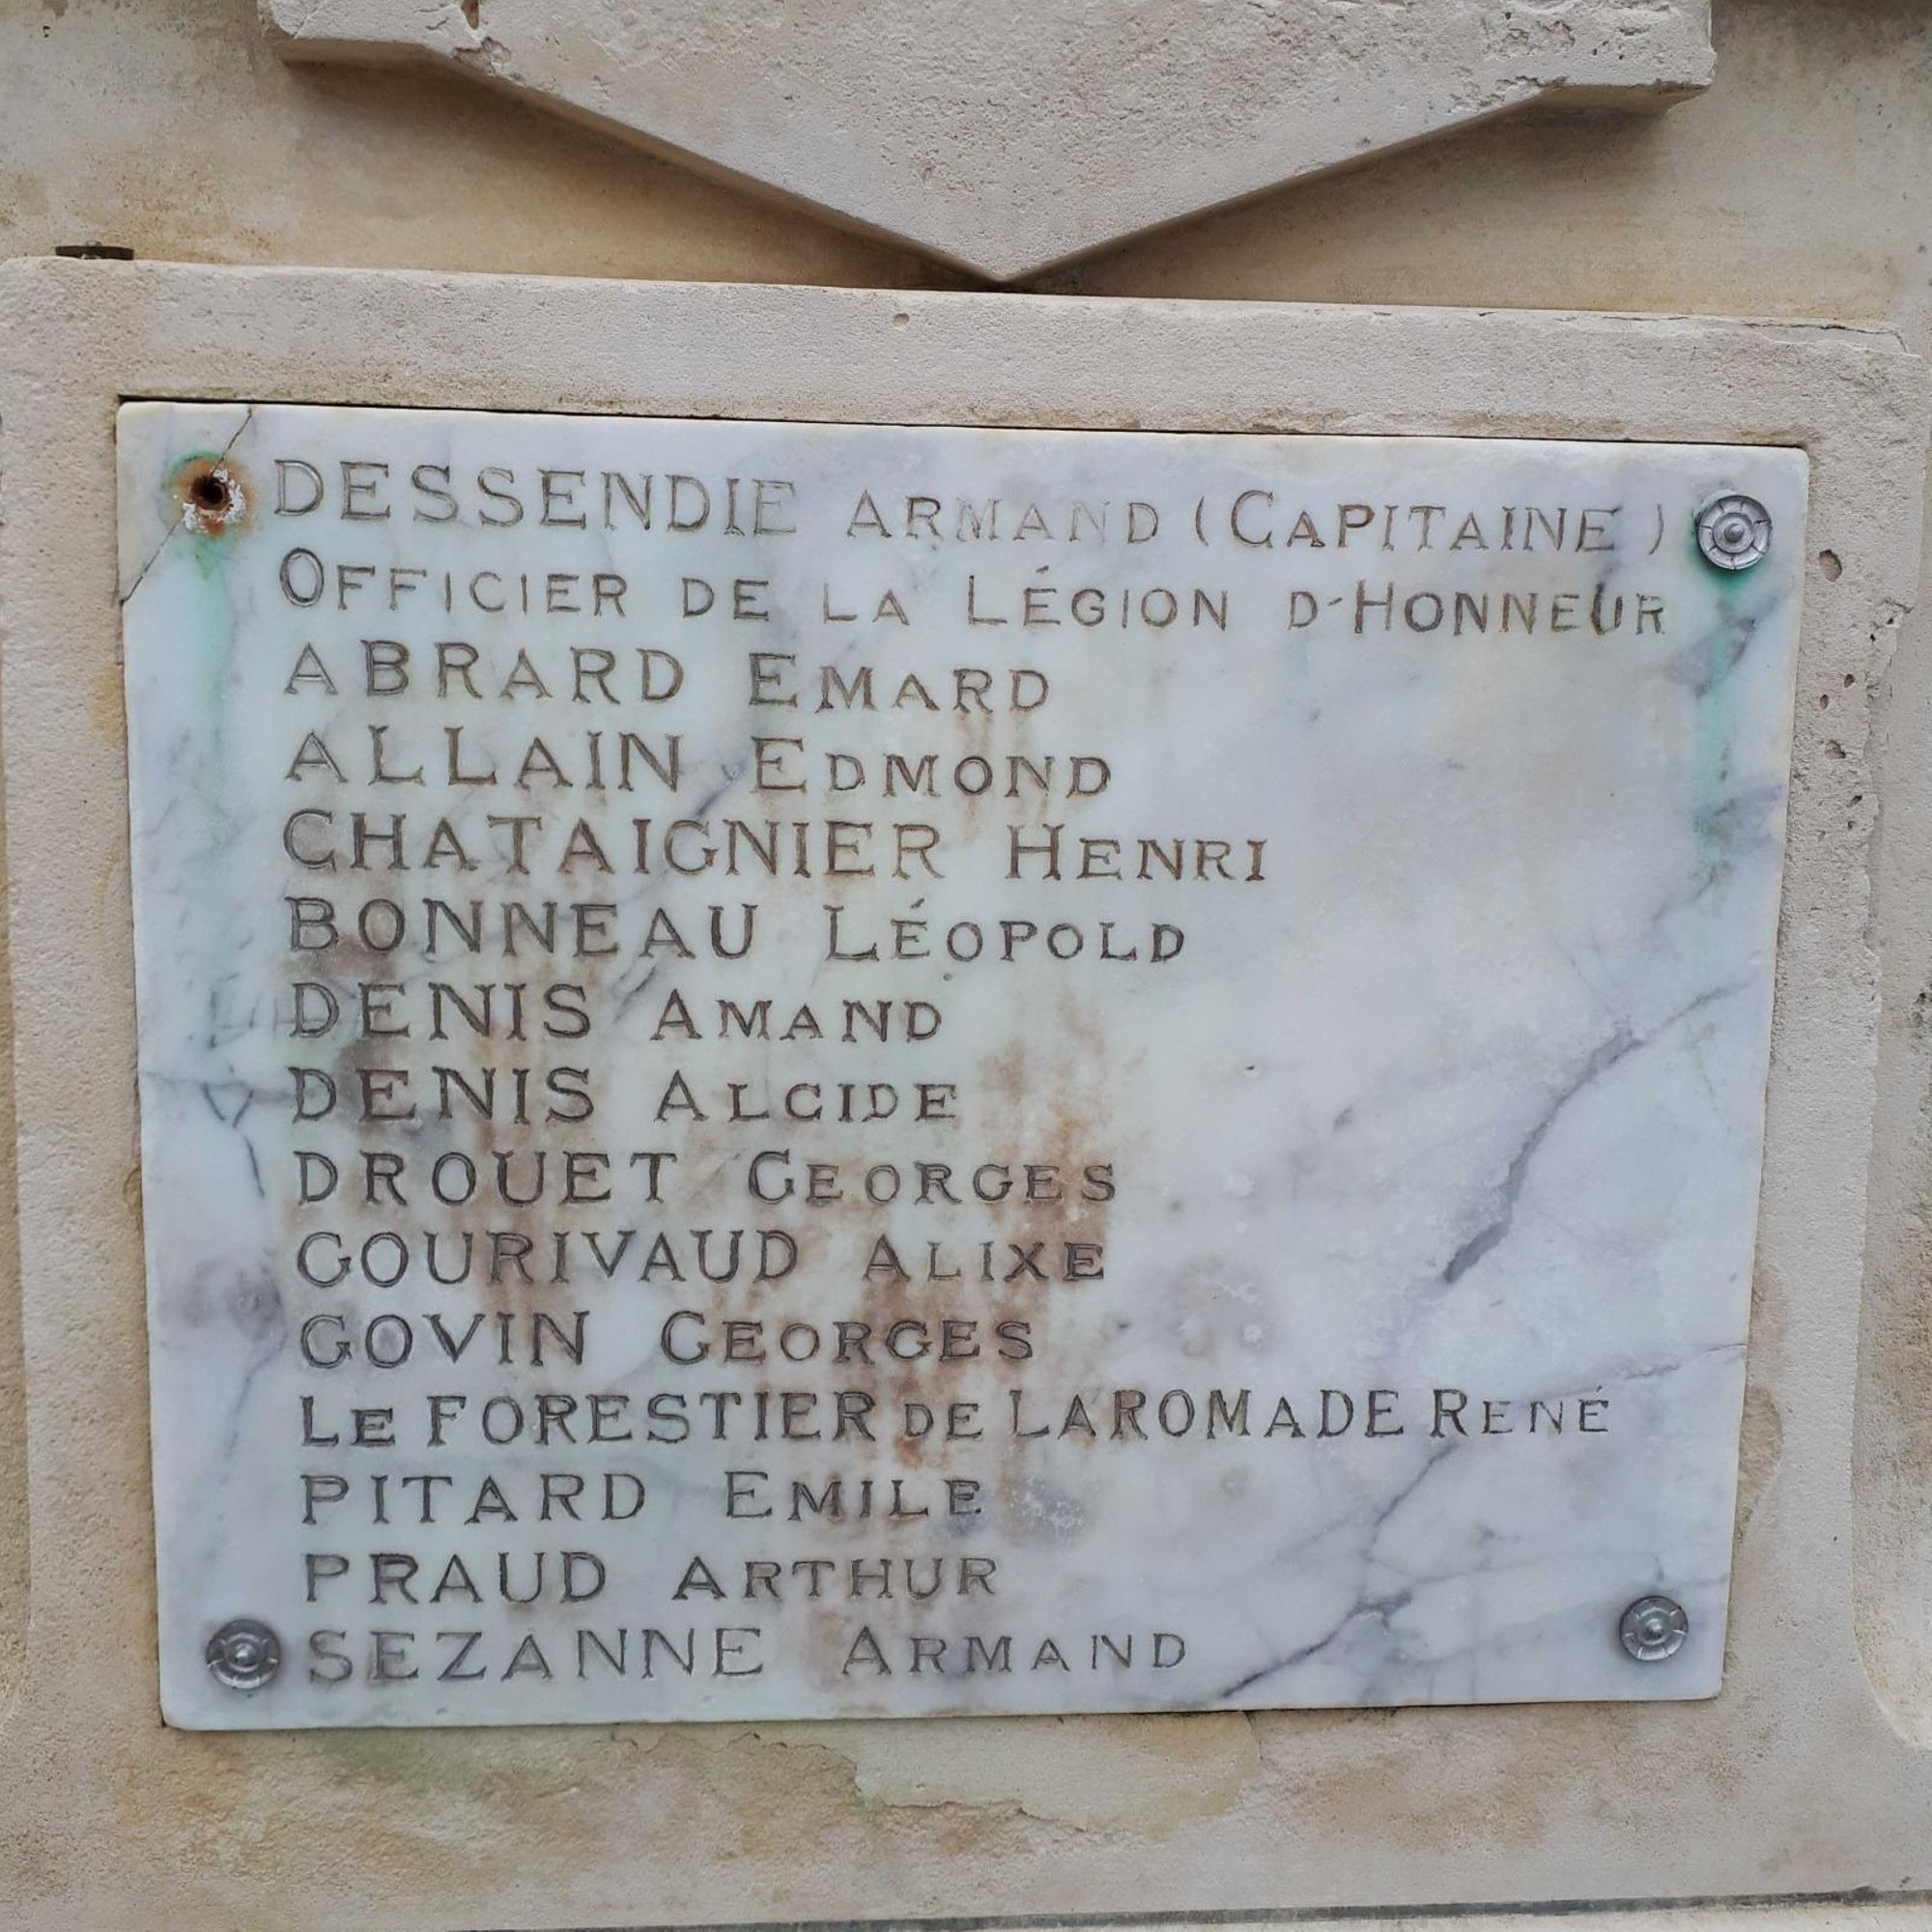 DESSENDIE ARMAND (CAPITAINE)
OFFICIER DE LA LÉGION D'HONNEUR
ABRARD EMARD
ALLAIN EDMOND
CHATAIGNIER HENRI
BONNEAU LÉOPOLD
DENIS AMAND
DENIS ALCIDE
DROUET GEORGES
GOURIVAUD ALIXE
GOVIN GEORGES
LE FORESTIER DE LAROMADE RENÉ
PITARD EMILE
PRAUD ARTHUR
SEZANNE ARMAND